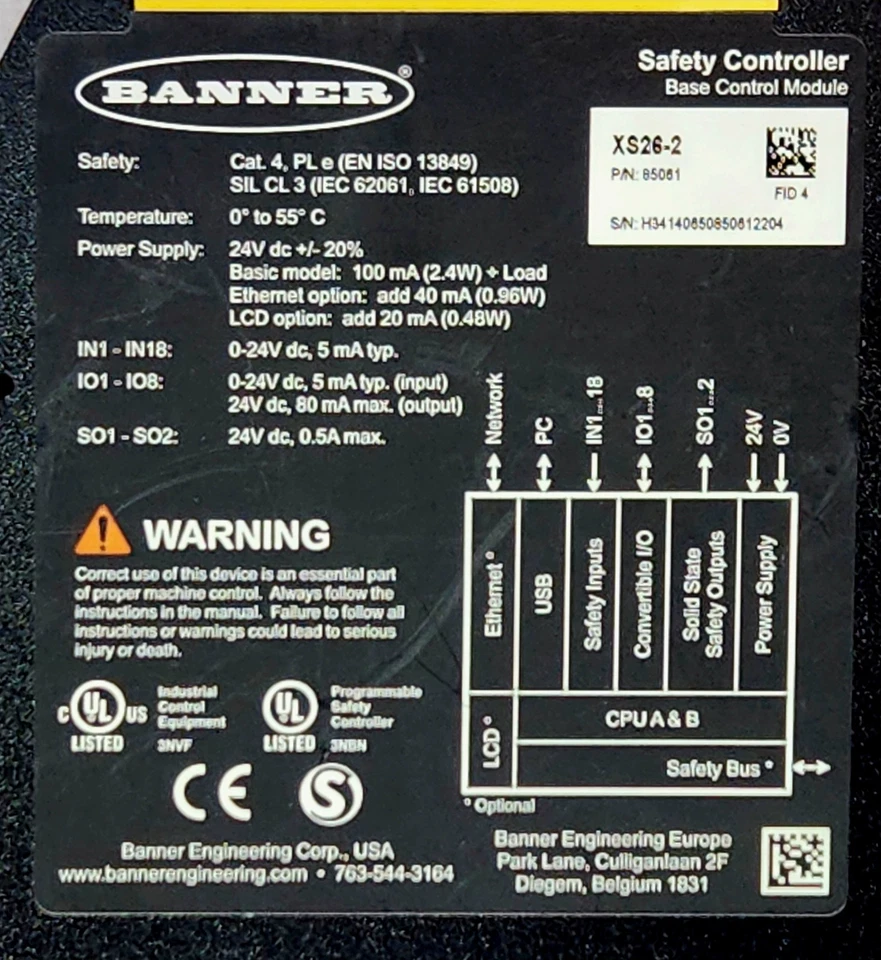 BANNER®
Safety Controller
Base Control Module
XS26-2
P/N: 85061
FID 4
S/N: H34140650850612204
Safety: Cat. 4, PL e (EN ISO 13849)
SIL CL 3 (IEC 62061, IEC 61508)
Temperature: 0° to 55° C
Power Supply: 24V dc +/- 20%
Basic model: 100 mA (2.4W) + Load
Ethernet option: add 40 mA (0.96W)
LCD option: add 20 mA (0.48W)
IN1 - IN18: 0-24V dc, 5 mA typ.
IO1 - IO8: 0-24V dc, 5 mA typ. (input)
24V dc, 80 mA max. (output)
SO1 - SO2: 24V dc, 0.5A max.
Network
PC
IN1...18
IO1...8
SO1...2
24V
0V
Ethernet *
USB
Safety Inputs
Convertible I/O
Solid State
Safety Outputs
Power Supply
LCD *
CPU A & B
Safety Bus *
* Optional
WARNING
Correct use of this device is an essential part
of proper machine control. Always follow the
instructions in the manual. Failure to follow all
instructions or warnings could lead to serious
injury or death.
C UL US
LISTED
Industrial
Control
Equipment
3NVF
UL
LISTED
Programmable
Safety
Controller
3NBN
CE
S
Banner Engineering Corp., USA
www.bannerengineering.com • 763-544-3164
Banner Engineering Europe
Park Lane, Culliganlaan 2F
Diegem, Belgium 1831